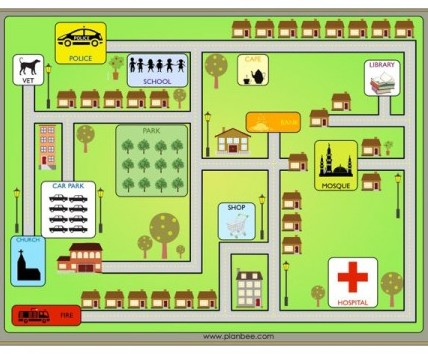 POLICE
POLICE
VET
SCHOOL
CAFE
LIBRARY
BANK
PARK
MOSQUE
CAR PARK
SHOP
CHURCH
HOSPITAL
FIRE
www.planbee.com